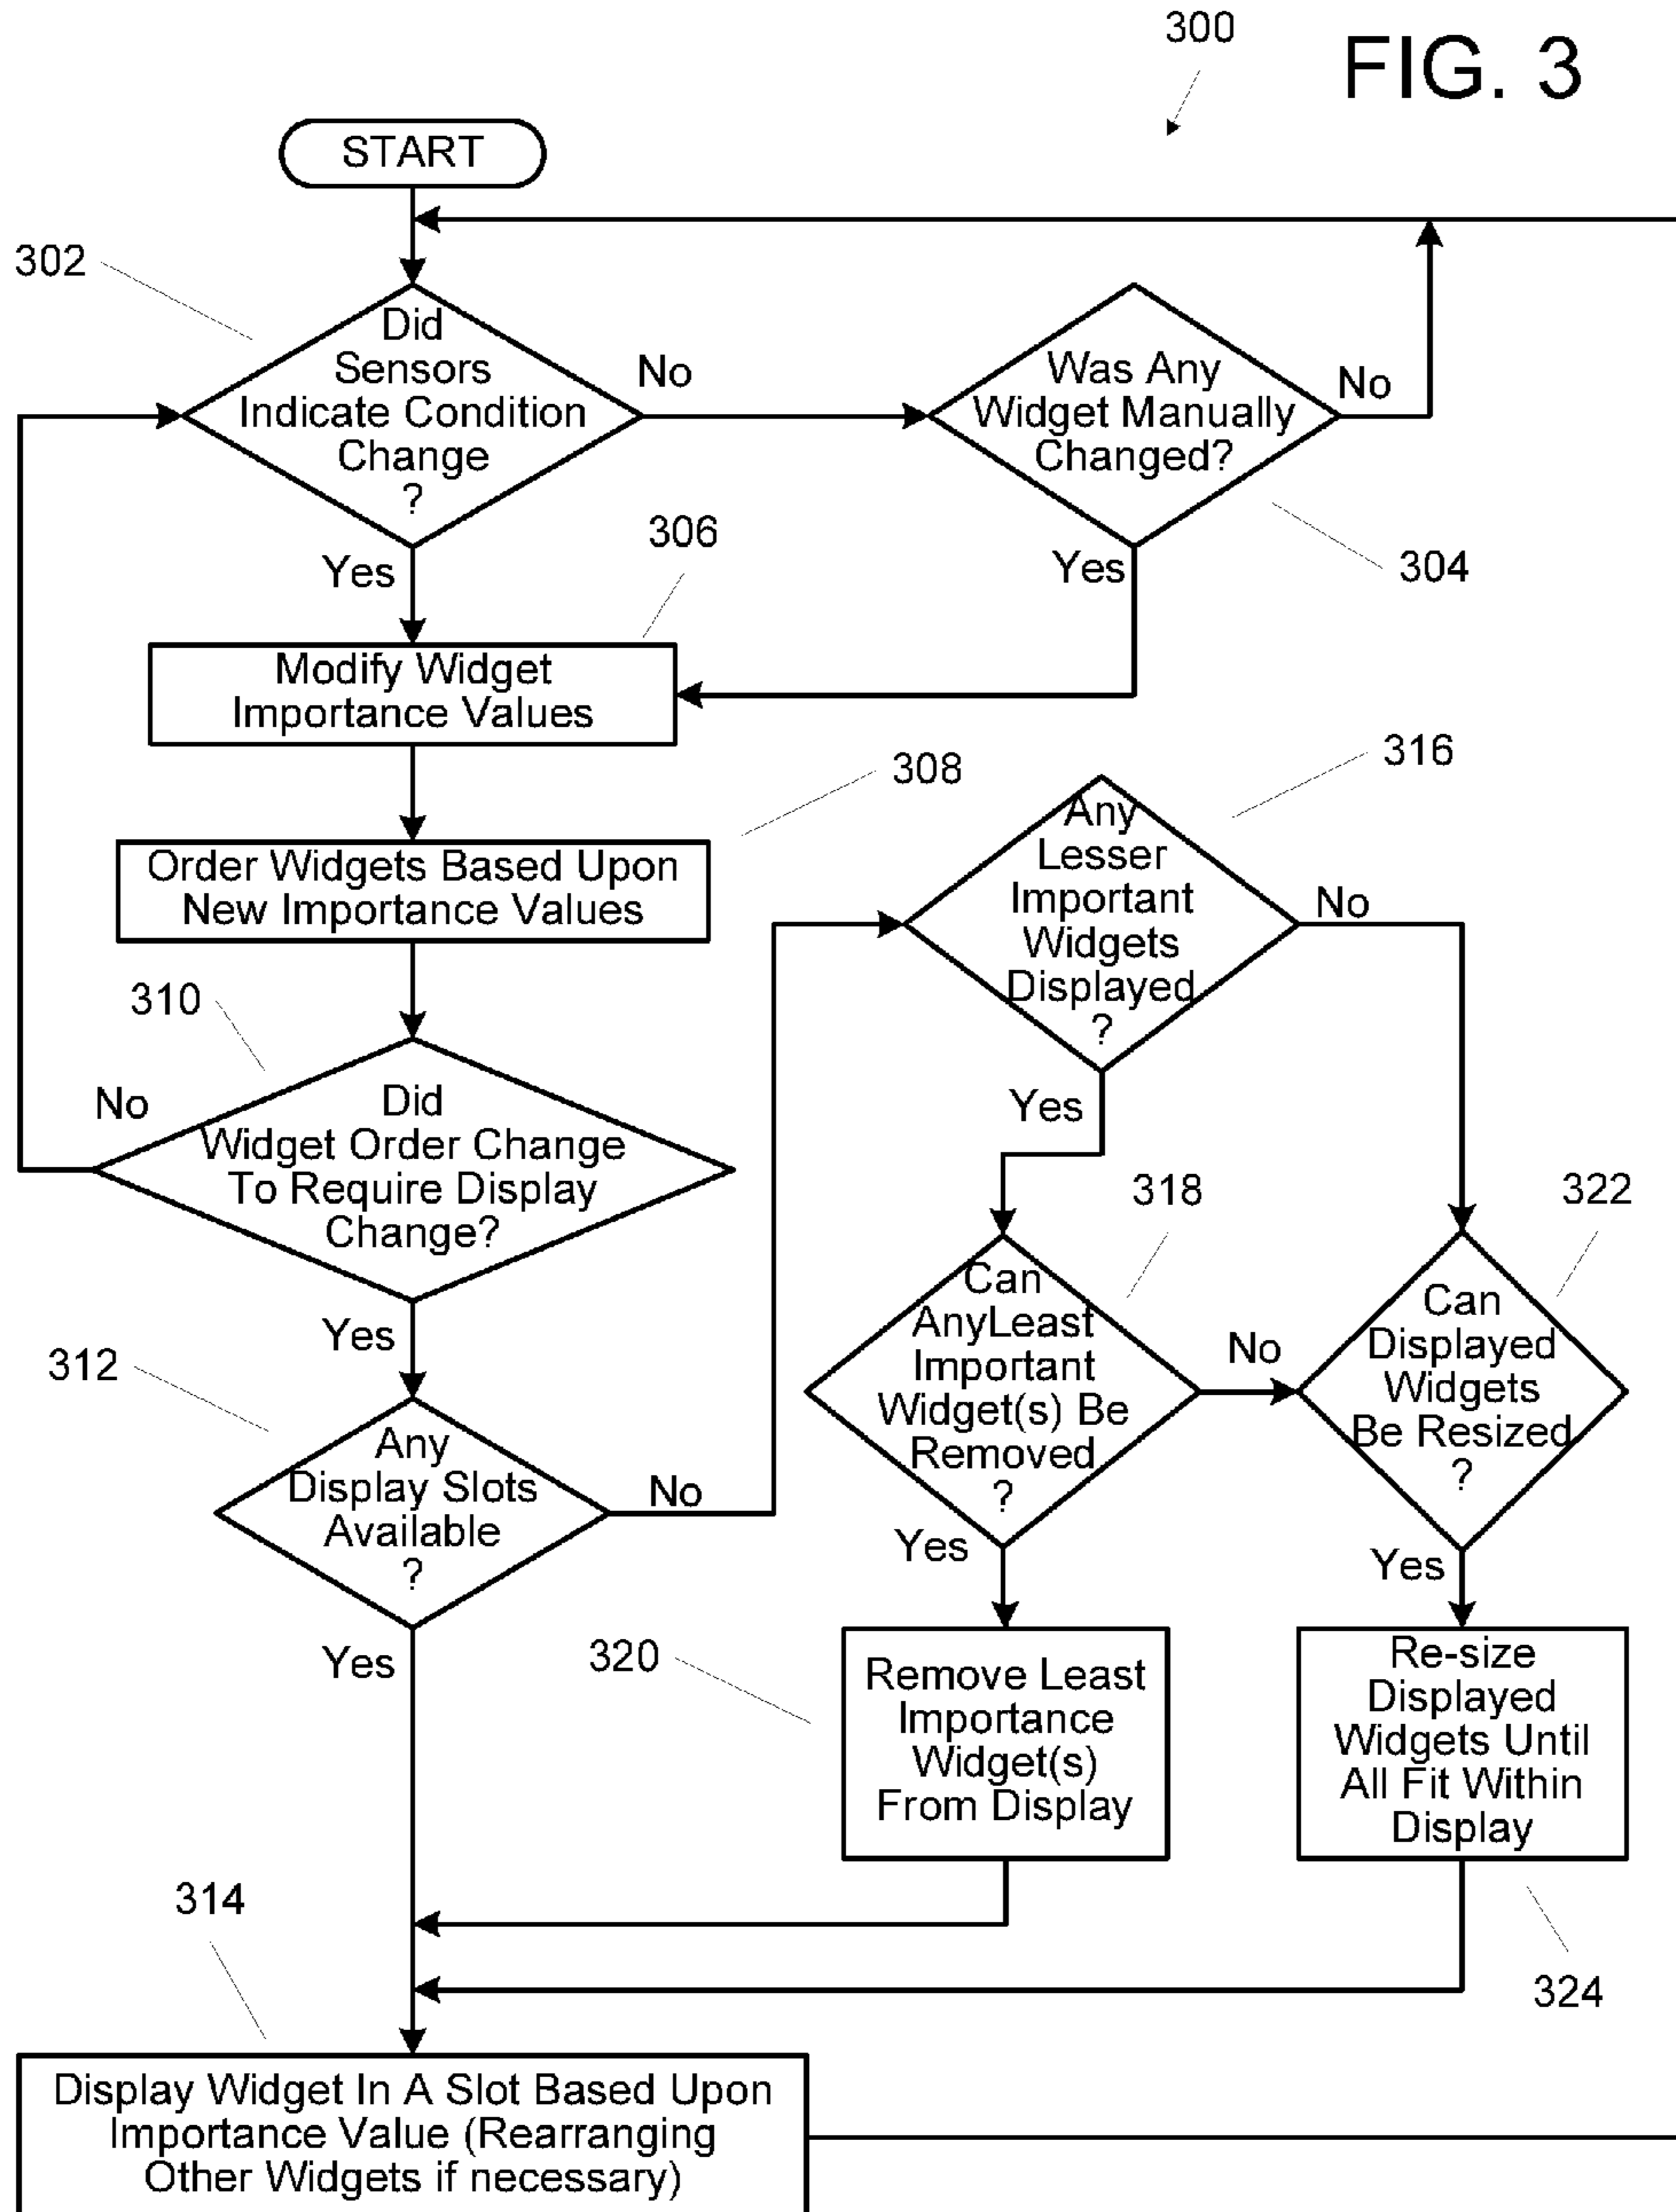 300
FIG. 3
START
302
Did
Sensors
Indicate Condition
Change
?
No
Was Any
Widget Manually
Changed?
No
304
Yes
306
Yes
Modify Widget
Importance Values
308
Order Widgets Based Upon
New Importance Values
310
No
Did
Widget Order Change
To Require Display
Change?
Yes
312
Any
Display Slots
Available
?
No
Yes
316
Any
Lesser
Important
Widgets
Displayed
?
No
Yes
318
Can
AnyLeast
Important
Widget(s) Be
Removed
?
No
Yes
322
Can
Displayed
Widgets
Be Resized
?
Yes
320
Remove Least
Importance
Widget(s)
From Display
Re-size
Displayed
Widgets Until
All Fit Within
Display
324
314
Display Widget In A Slot Based Upon
Importance Value (Rearranging
Other Widgets if necessary)